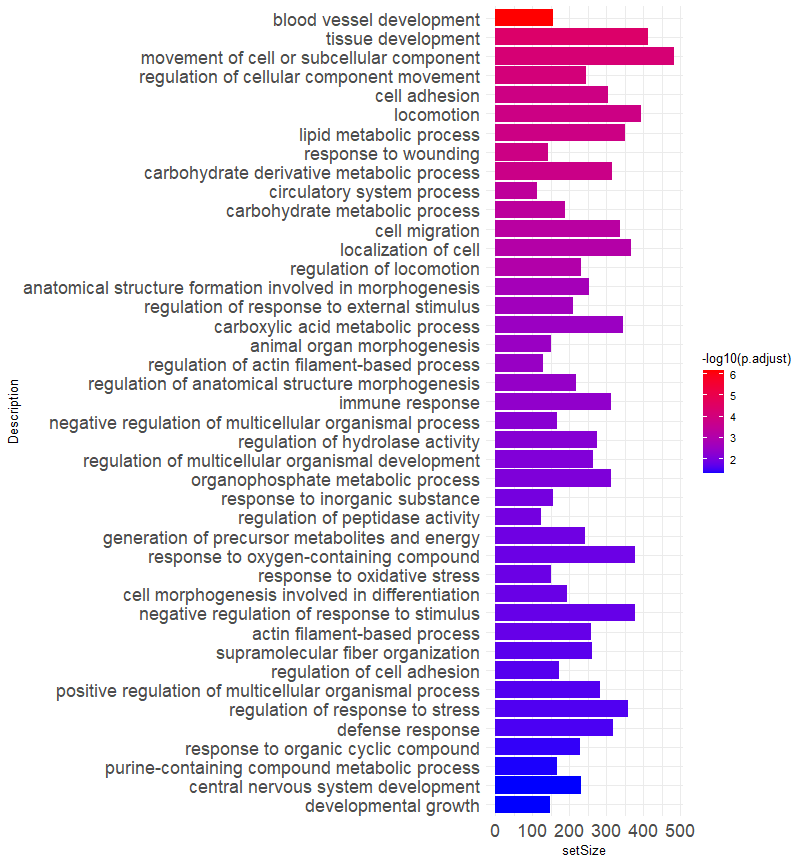 blood vessel development
tissue development
movement of cell or subcellular component
regulation of cellular component movement
cell adhesion
locomotion
lipid metabolic process
response to wounding
carbohydrate derivative metabolic process
circulatory system process
carbohydrate metabolic process
cell migration
localization of cell
regulation of locomotion
anatomical structure formation involved in morphogenesis
regulation of response to external stimulus
carboxylic acid metabolic process
animal organ morphogenesis
regulation of actin filament-based process
regulation of anatomical structure morphogenesis
immune response
negative regulation of multicellular organismal process
regulation of hydrolase activity
regulation of multicellular organismal development
organophosphate metabolic process
response to inorganic substance
regulation of peptidase activity
generation of precursor metabolites and energy
response to oxygen-containing compound
response to oxidative stress
cell morphogenesis involved in differentiation
negative regulation of response to stimulus
actin filament-based process
supramolecular fiber organization
regulation of cell adhesion
positive regulation of multicellular organismal process
regulation of response to stress
defense response
response to organic cyclic compound
purine-containing compound metabolic process
central nervous system development
developmental growth
Description
0 100 200 300 400 500
setSize
-log10(p.adjust)
6
5
4
3
2